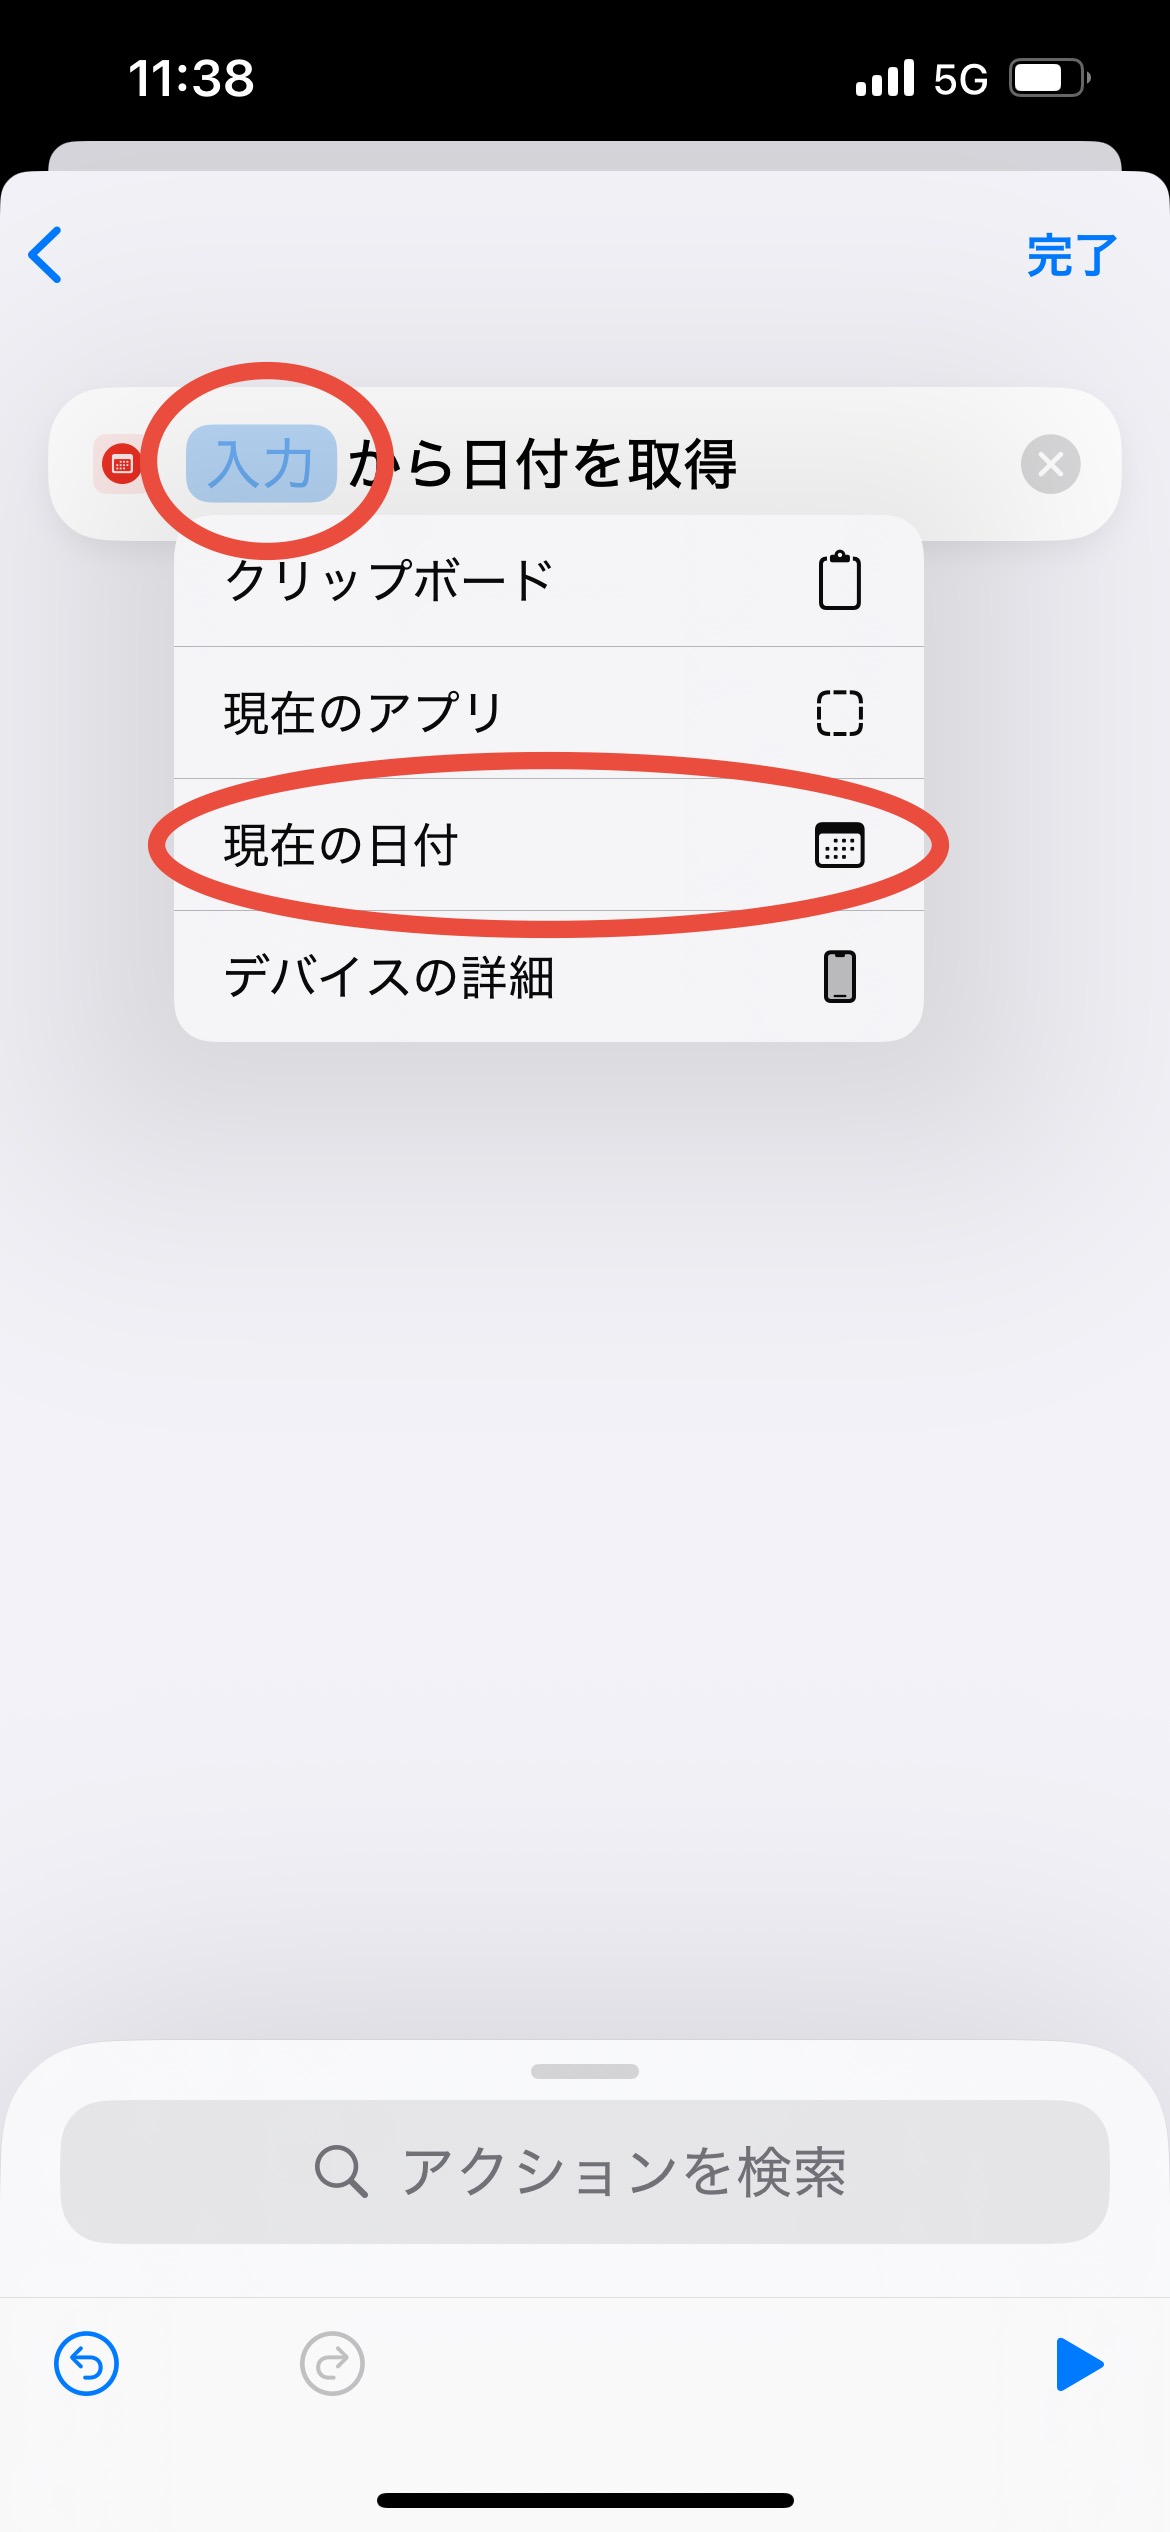 11:38
5G
完了
入力 から日付を取得
クリップボード
現在のアプリ
現在の日付
デバイスの詳細
アクションを検索